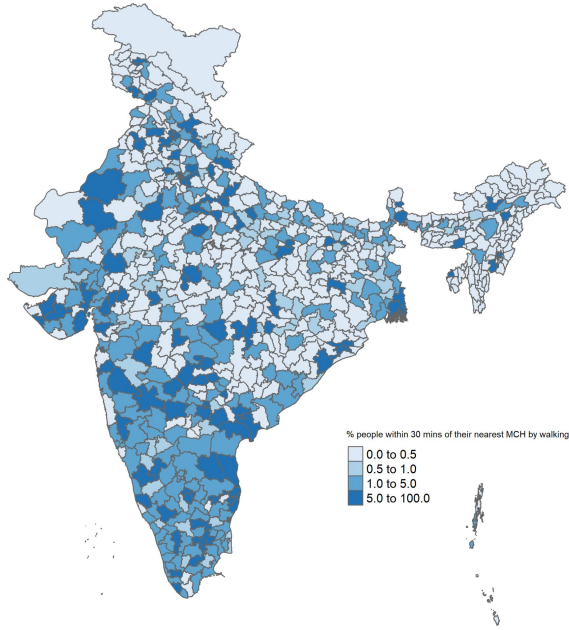 % people within 30 mins of their nearest MCH by walking
0.0 to 0.5
0.5 to 1.0
1.0 to 5.0
5.0 to 100.0